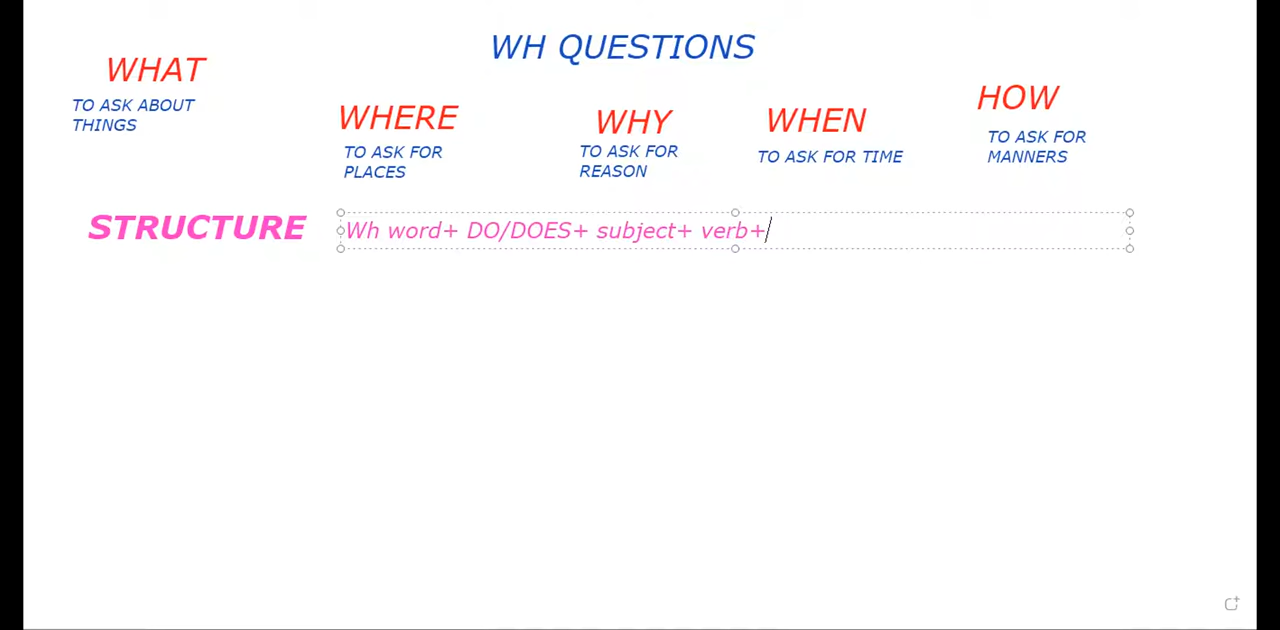 WH QUESTIONS
WHAT
TO ASK ABOUT
THINGS
WHERE
TO ASK FOR
PLACES
WHY
TO ASK FOR
REASON
WHEN
TO ASK FOR TIME
HOW
TO ASK FOR
MANNERS
STRUCTURE
Wh word+ DO/DOES+ subject+ verb+